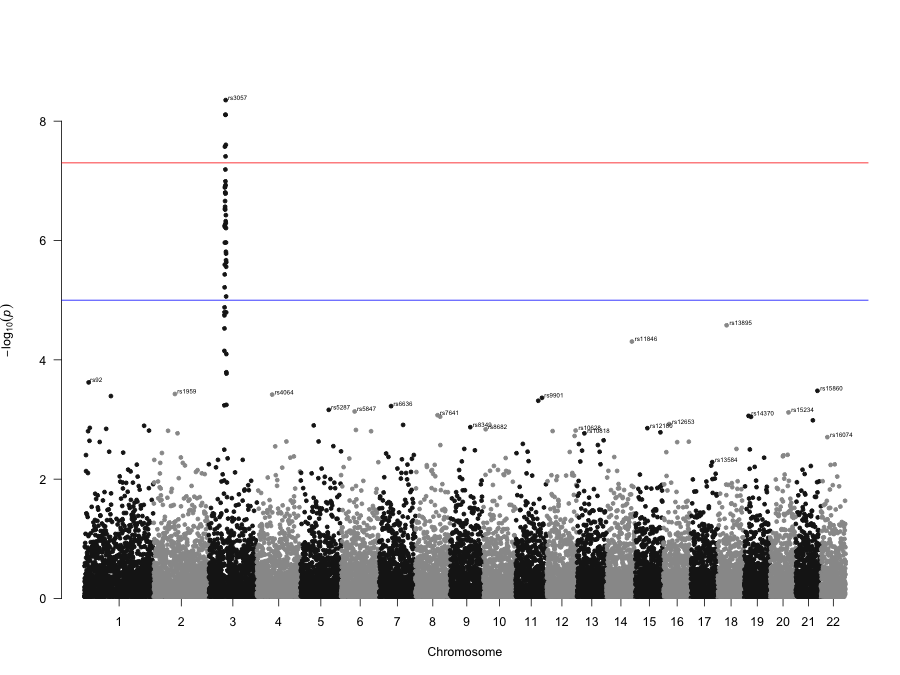 rs3057
8
6
rs13895
rs11846
4
rs92
rs1959
rs4064
rs15860
rs9901
rs6636
rs5287
rs5847
rs7641
rs15234
rs14370
rs12653
rs8682
rs10818
rs16074
rs13584
2
0
−log₁₀(p)
1 2 3 4 5 6 7 8 9 10 11 12 13 14 15 16 17 18 19 20 21 22
Chromosome